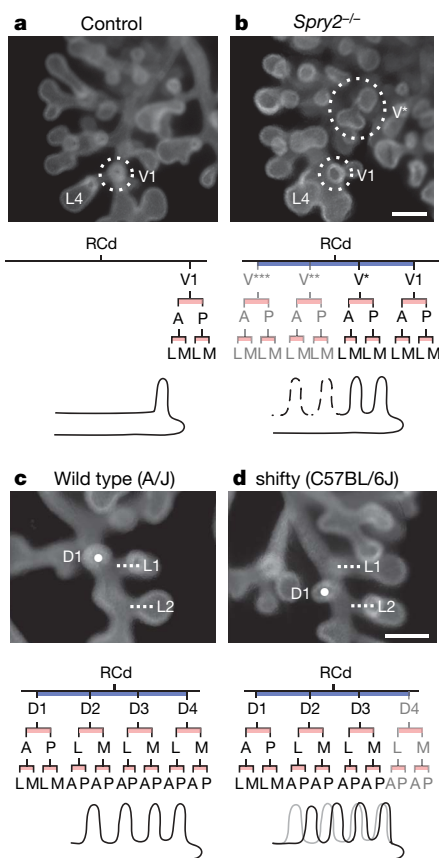 a Control
b Spry2–/–
V1
L4
V*
V1
L4
RCd
V1
A P
L M L M
RCd
V*** V** V* V1
A P A P A P A P
L M L M L M L M L M L M L M L M
c Wild type (A/J)
d shifty (C57BL/6J)
D1
L1
L2
L1
D1
L2
RCd
D1 D2 D3 D4
A P L M L M L M
L M L M A P A P A P A P A P A P
RCd
D1 D2 D3 D4
A P L M L M L M
L M L M A P A P A P A P A P A P